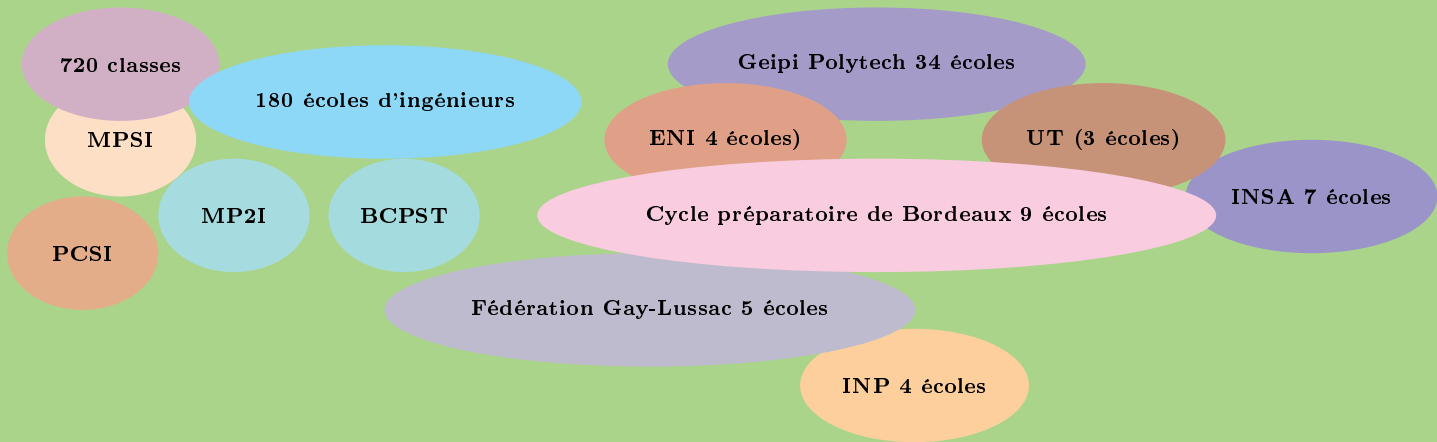 720 classes
Geipi Polytech 34 écoles
180 écoles d'ingénieurs
MPSI
ENI 4 écoles)
UT (3 écoles)
INSA 7 écoles
MP2I
BCPST
Cycle préparatoire de Bordeaux 9 écoles
PCSI
Fédération Gay-Lussac 5 écoles
INP 4 écoles